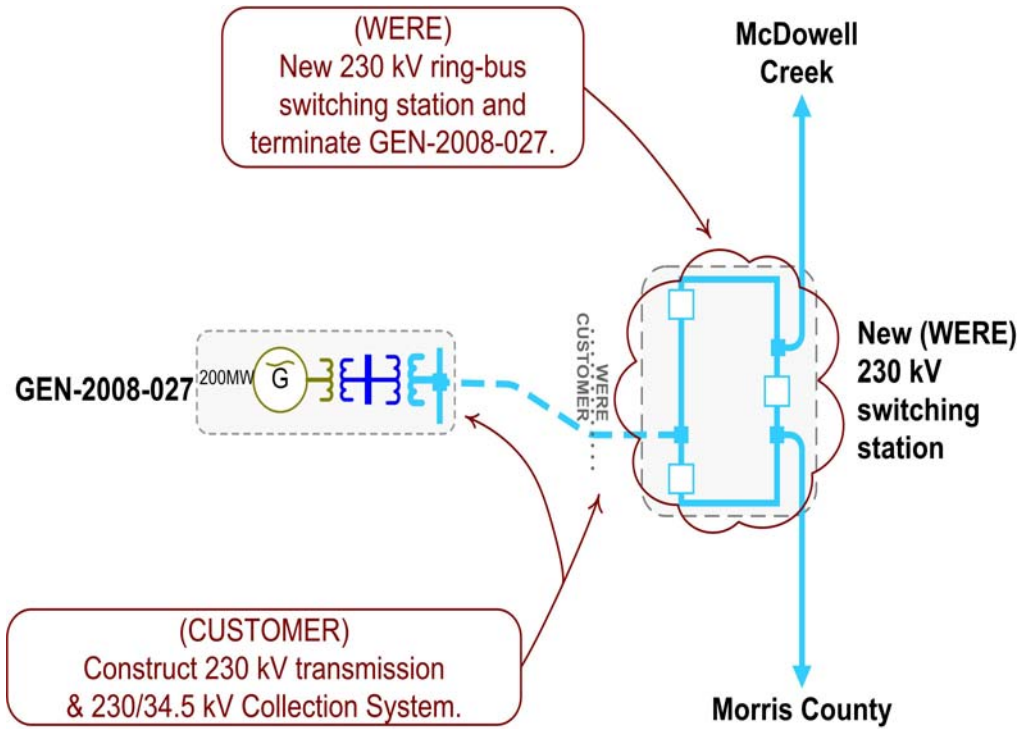 (WERE)
New 230 kV ring-bus
switching station and
terminate GEN-2008-027.
McDowell
Creek
GEN-2008-027
200MW
G
WERE
CUSTOMER
New (WERE)
230 kV
switching
station
(CUSTOMER)
Construct 230 kV transmission
& 230/34.5 kV Collection System.
Morris County